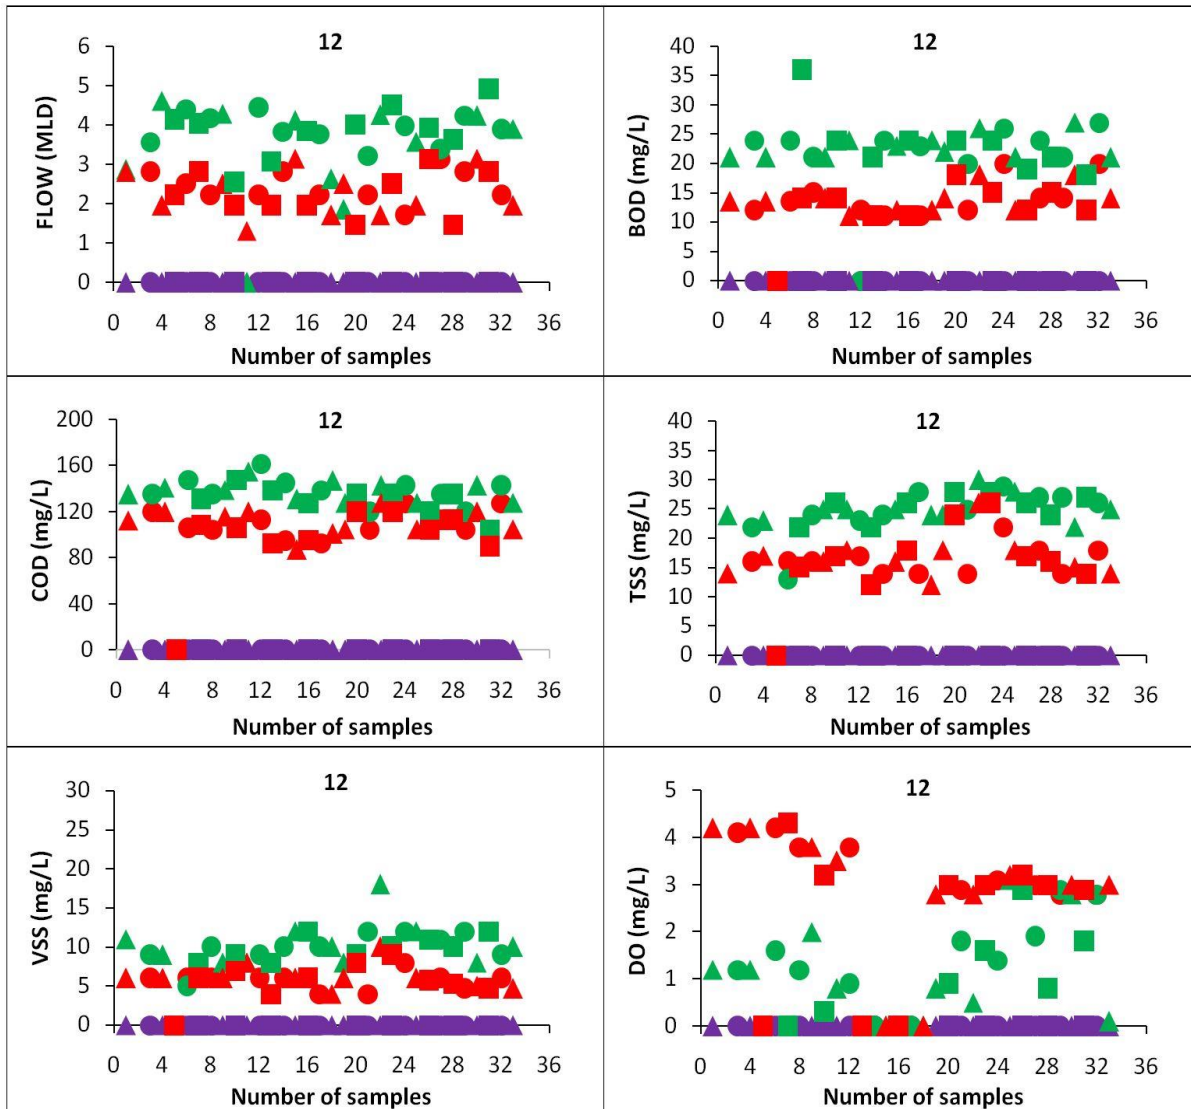 12
FLOW (MLD)
6
5
4
3
2
1
0
0 4 8 12 16 20 24 28 32 36
Number of samples
12
BOD (mg/L)
40
35
30
25
20
15
10
5
0
0 4 8 12 16 20 24 28 32 36
Number of samples
12
COD (mg/L)
200
160
120
80
40
0
0 4 8 12 16 20 24 28 32 36
Number of samples
12
TSS (mg/L)
40
35
30
25
20
15
10
5
0
0 4 8 12 16 20 24 28 32 36
Number of samples
12
VSS (mg/L)
30
25
20
15
10
5
0
0 4 8 12 16 20 24 28 32 36
Number of samples
12
DO (mg/L)
5
4
3
2
1
0
0 4 8 12 16 20 24 28 32 36
Number of samples